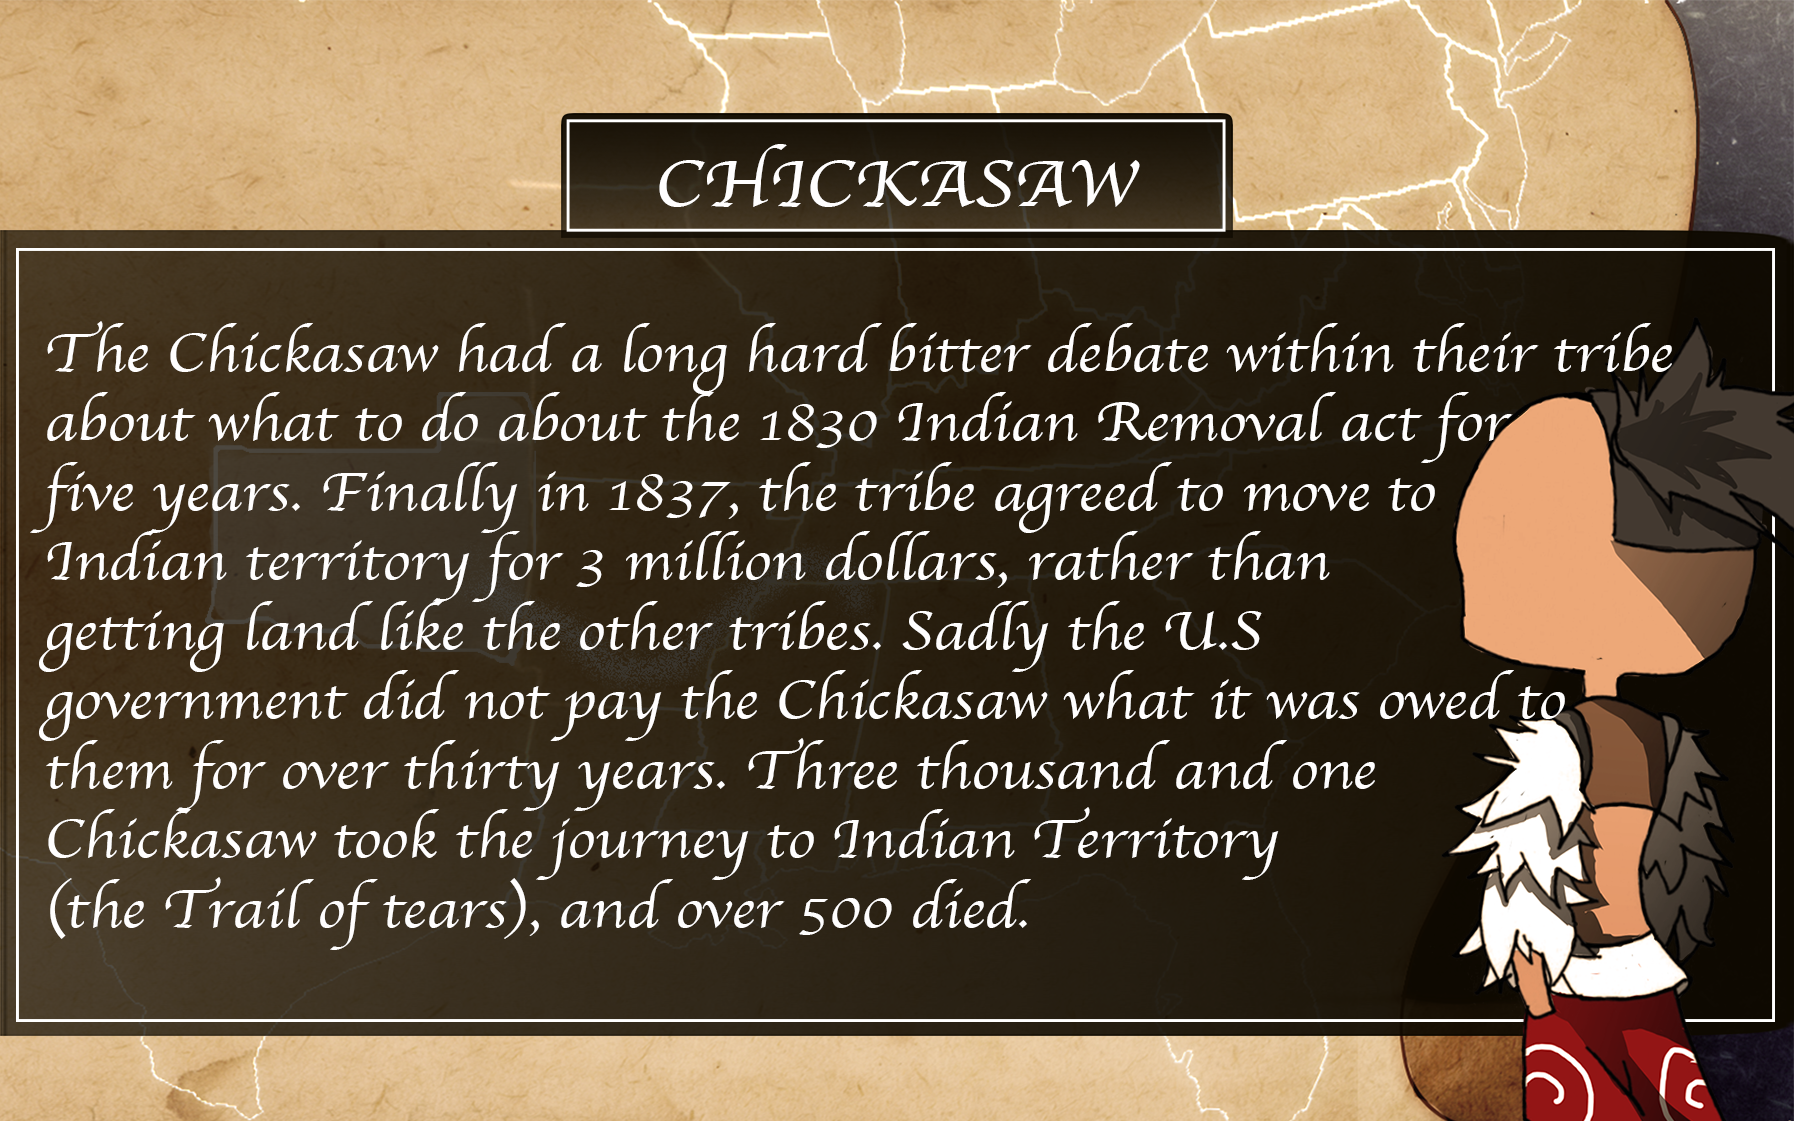 CHICKASAW
The Chickasaw had a long hard bitter debate within their tribe
about what to do about the 1830 Indian Removal act for
five years. Finally in 1837, the tribe agreed to move to
Indian territory for 3 million dollars, rather than
getting land like the other tribes. Sadly the U.S
government did not pay the Chickasaw what it was owed to
them for over thirty years. Three thousand and one
Chickasaw took the journey to Indian Territory
(the Trail of tears), and over 500 died.